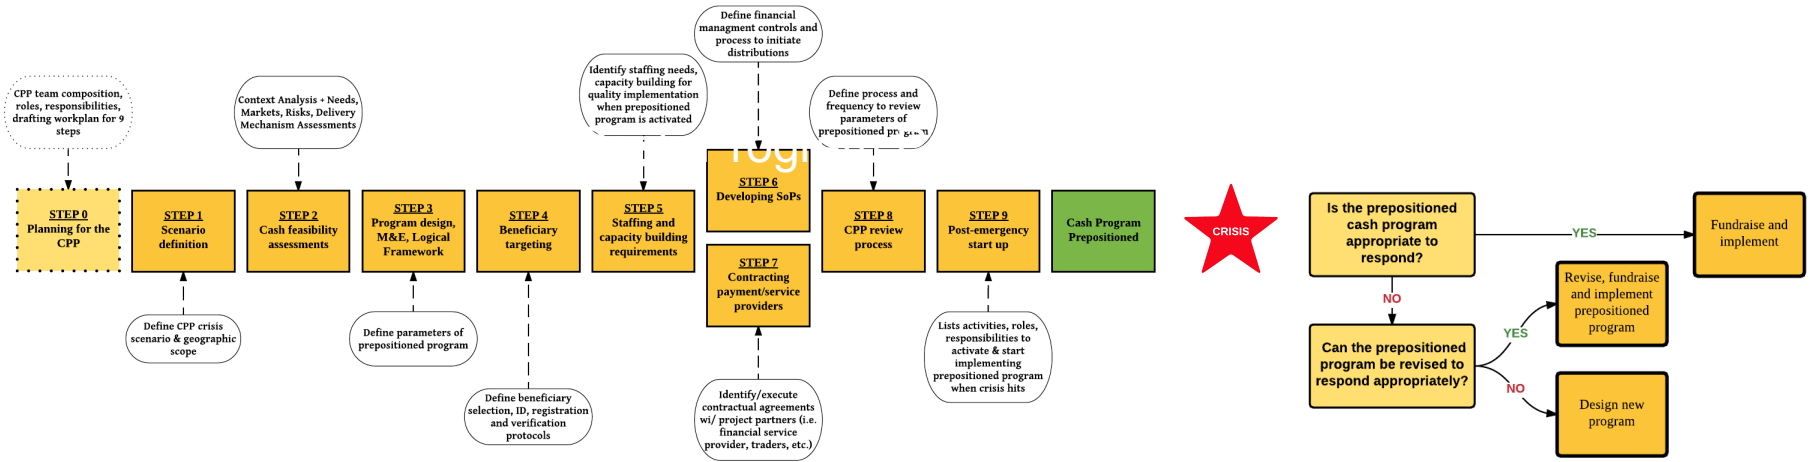 CPP team composition,
roles, responsibilities,
drafting workplan for 9
steps
STEP 0
Planning for the
CPP
STEP 1
Scenario
definition
Define CPP crisis
scenario & geographic
scope
Context Analysis + Needs,
Markets, Risks, Delivery
Mechanism Assessments
STEP 2
Cash feasibility
assessments
STEP 3
Program design,
M&E, Logical
Framework
Define parameters of
prepositioned program
STEP 4
Beneficiary
targeting
Define beneficiary
selection, ID, registration
and verification
protocols
Identify staffing needs,
capacity building for
quality implementation
when prepositioned
program is activated
STEP 5
Staffing and
capacity building
requirements
Define financial
managment controls and
process to initiate
distributions
STEP 6
Developing SoPs
STEP 7
Contracting
payment/service
providers
Identify/execute
contractual agreements
w/ project partners (i.e.
financial service
provider, traders, etc.)
Define process and
frequency to review
parameters of
prepositioned
STEP 8
CPP review
process
STEP 9
Post-emergency
start up
Lists activities, roles,
responsibilities to
activate & start
implementing
prepositioned program
when crisis hits
Cash Program
Prepositioned
CRISIS
Is the prepositioned
cash program
appropriate to
respond?
YES
Fundraise and
implement
NO
Can the prepositioned
program be revised to
respond appropriately?
YES
Revise, fundraise
and implement
prepositioned
program
NO
Design new
program